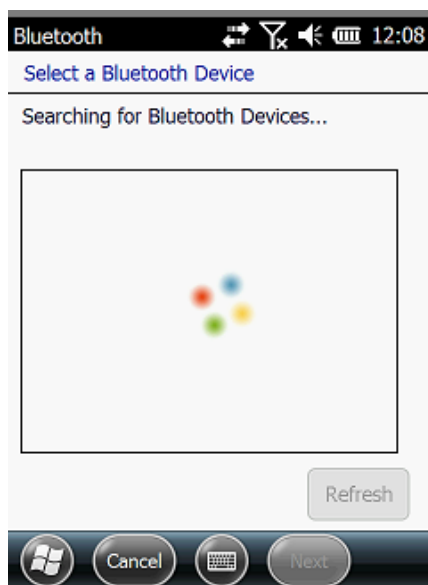 Bluetooth 12:08
Select a Bluetooth Device
Searching for Bluetooth Devices...
Refresh
Cancel Next